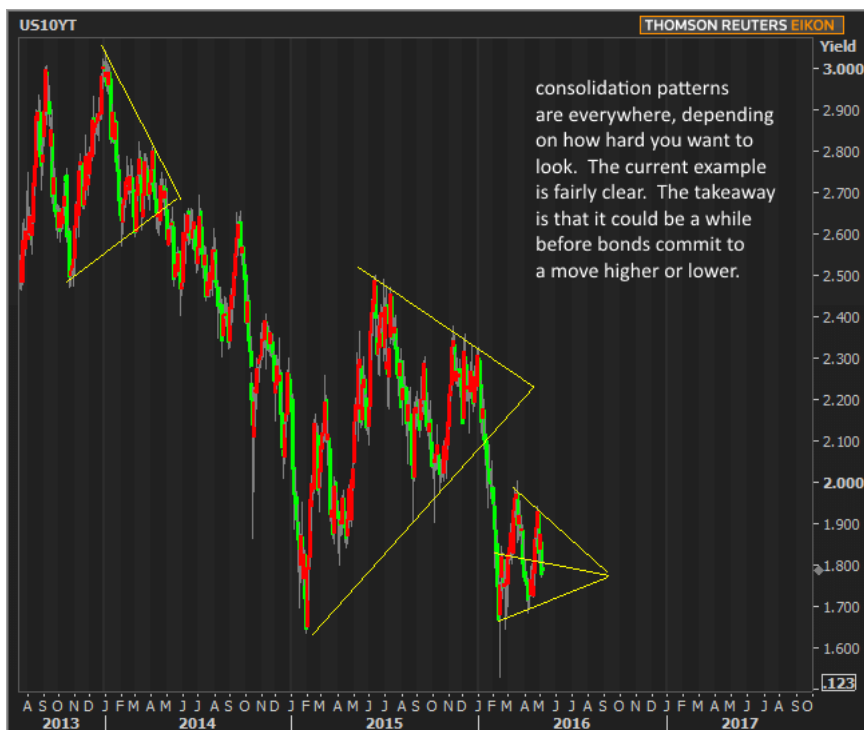 US10YT
THOMSON REUTERS EIKON
Yield
3.000
2.900
2.800
2.700
2.600
2.500
2.400
2.300
2.200
2.100
2.000
1.900
1.800
1.700
1.600
.123
consolidation patterns
are everywhere, depending
on how hard you want to
look. The current example
is fairly clear. The takeaway
is that it could be a while
before bonds commit to
a move higher or lower.
A S O N D J F M A M J J A S O N D J F M A M J J A S O N D J F M A M J J A S O N D J F M A M J J A S O
2013 2014 2015 2016 2017